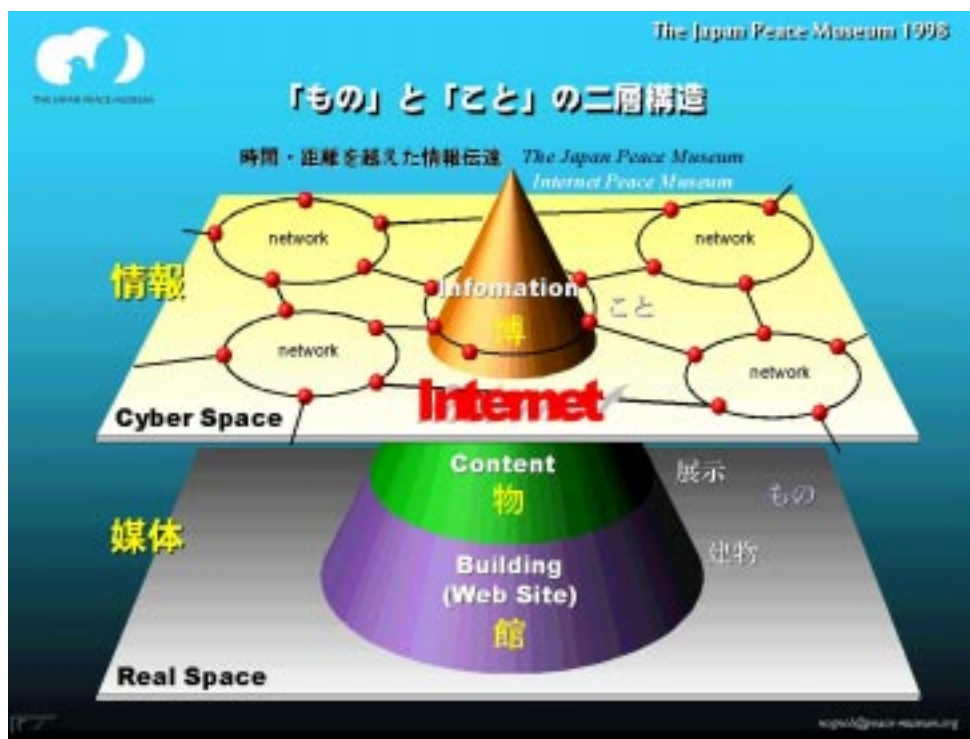 The Japan Peace Museum 1998
THE JAPAN PEACE MUSEUM
「もの」と「こと」の二層構造
時間・距離を越えた情報伝達 The Japan Peace Museum
Internet Peace Museum
network
network
情報
Infomation
こと
博
network
network
Internet
Cyber Space
Content
展示
物
もの
媒体
建物
Building
(Web Site)
館
Real Space